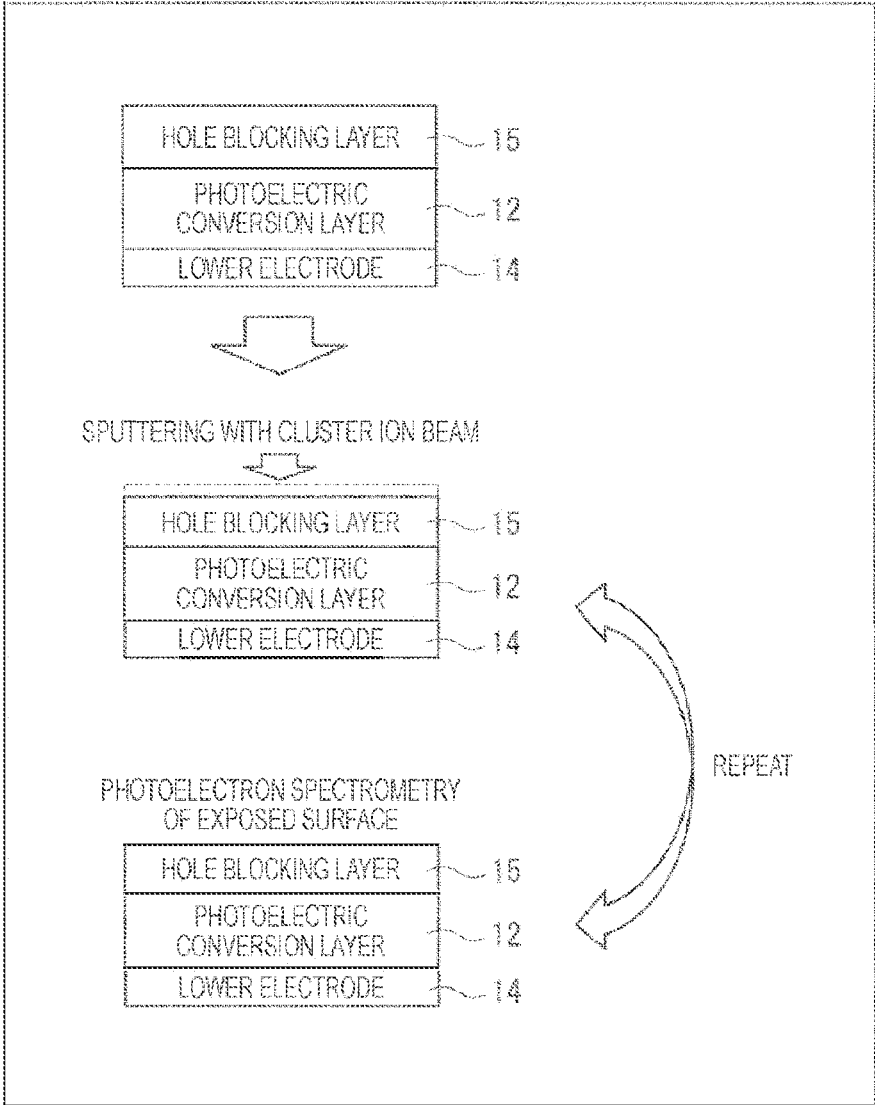 HOLE BLOCKING LAYER 15
PHOTOELECTRIC
CONVERSION LAYER 12
LOWER ELECTRODE 14
SPUTTERING WITH CLUSTER ION BEAM
HOLE BLOCKING LAYER 15
PHOTOELECTRIC
CONVERSION LAYER 12
LOWER ELECTRODE 14
REPEAT
PHOTOELECTRON SPECTROMETRY
OF EXPOSED SURFACE
HOLE BLOCKING LAYER 15
PHOTOELECTRIC
CONVERSION LAYER 12
LOWER ELECTRODE 14